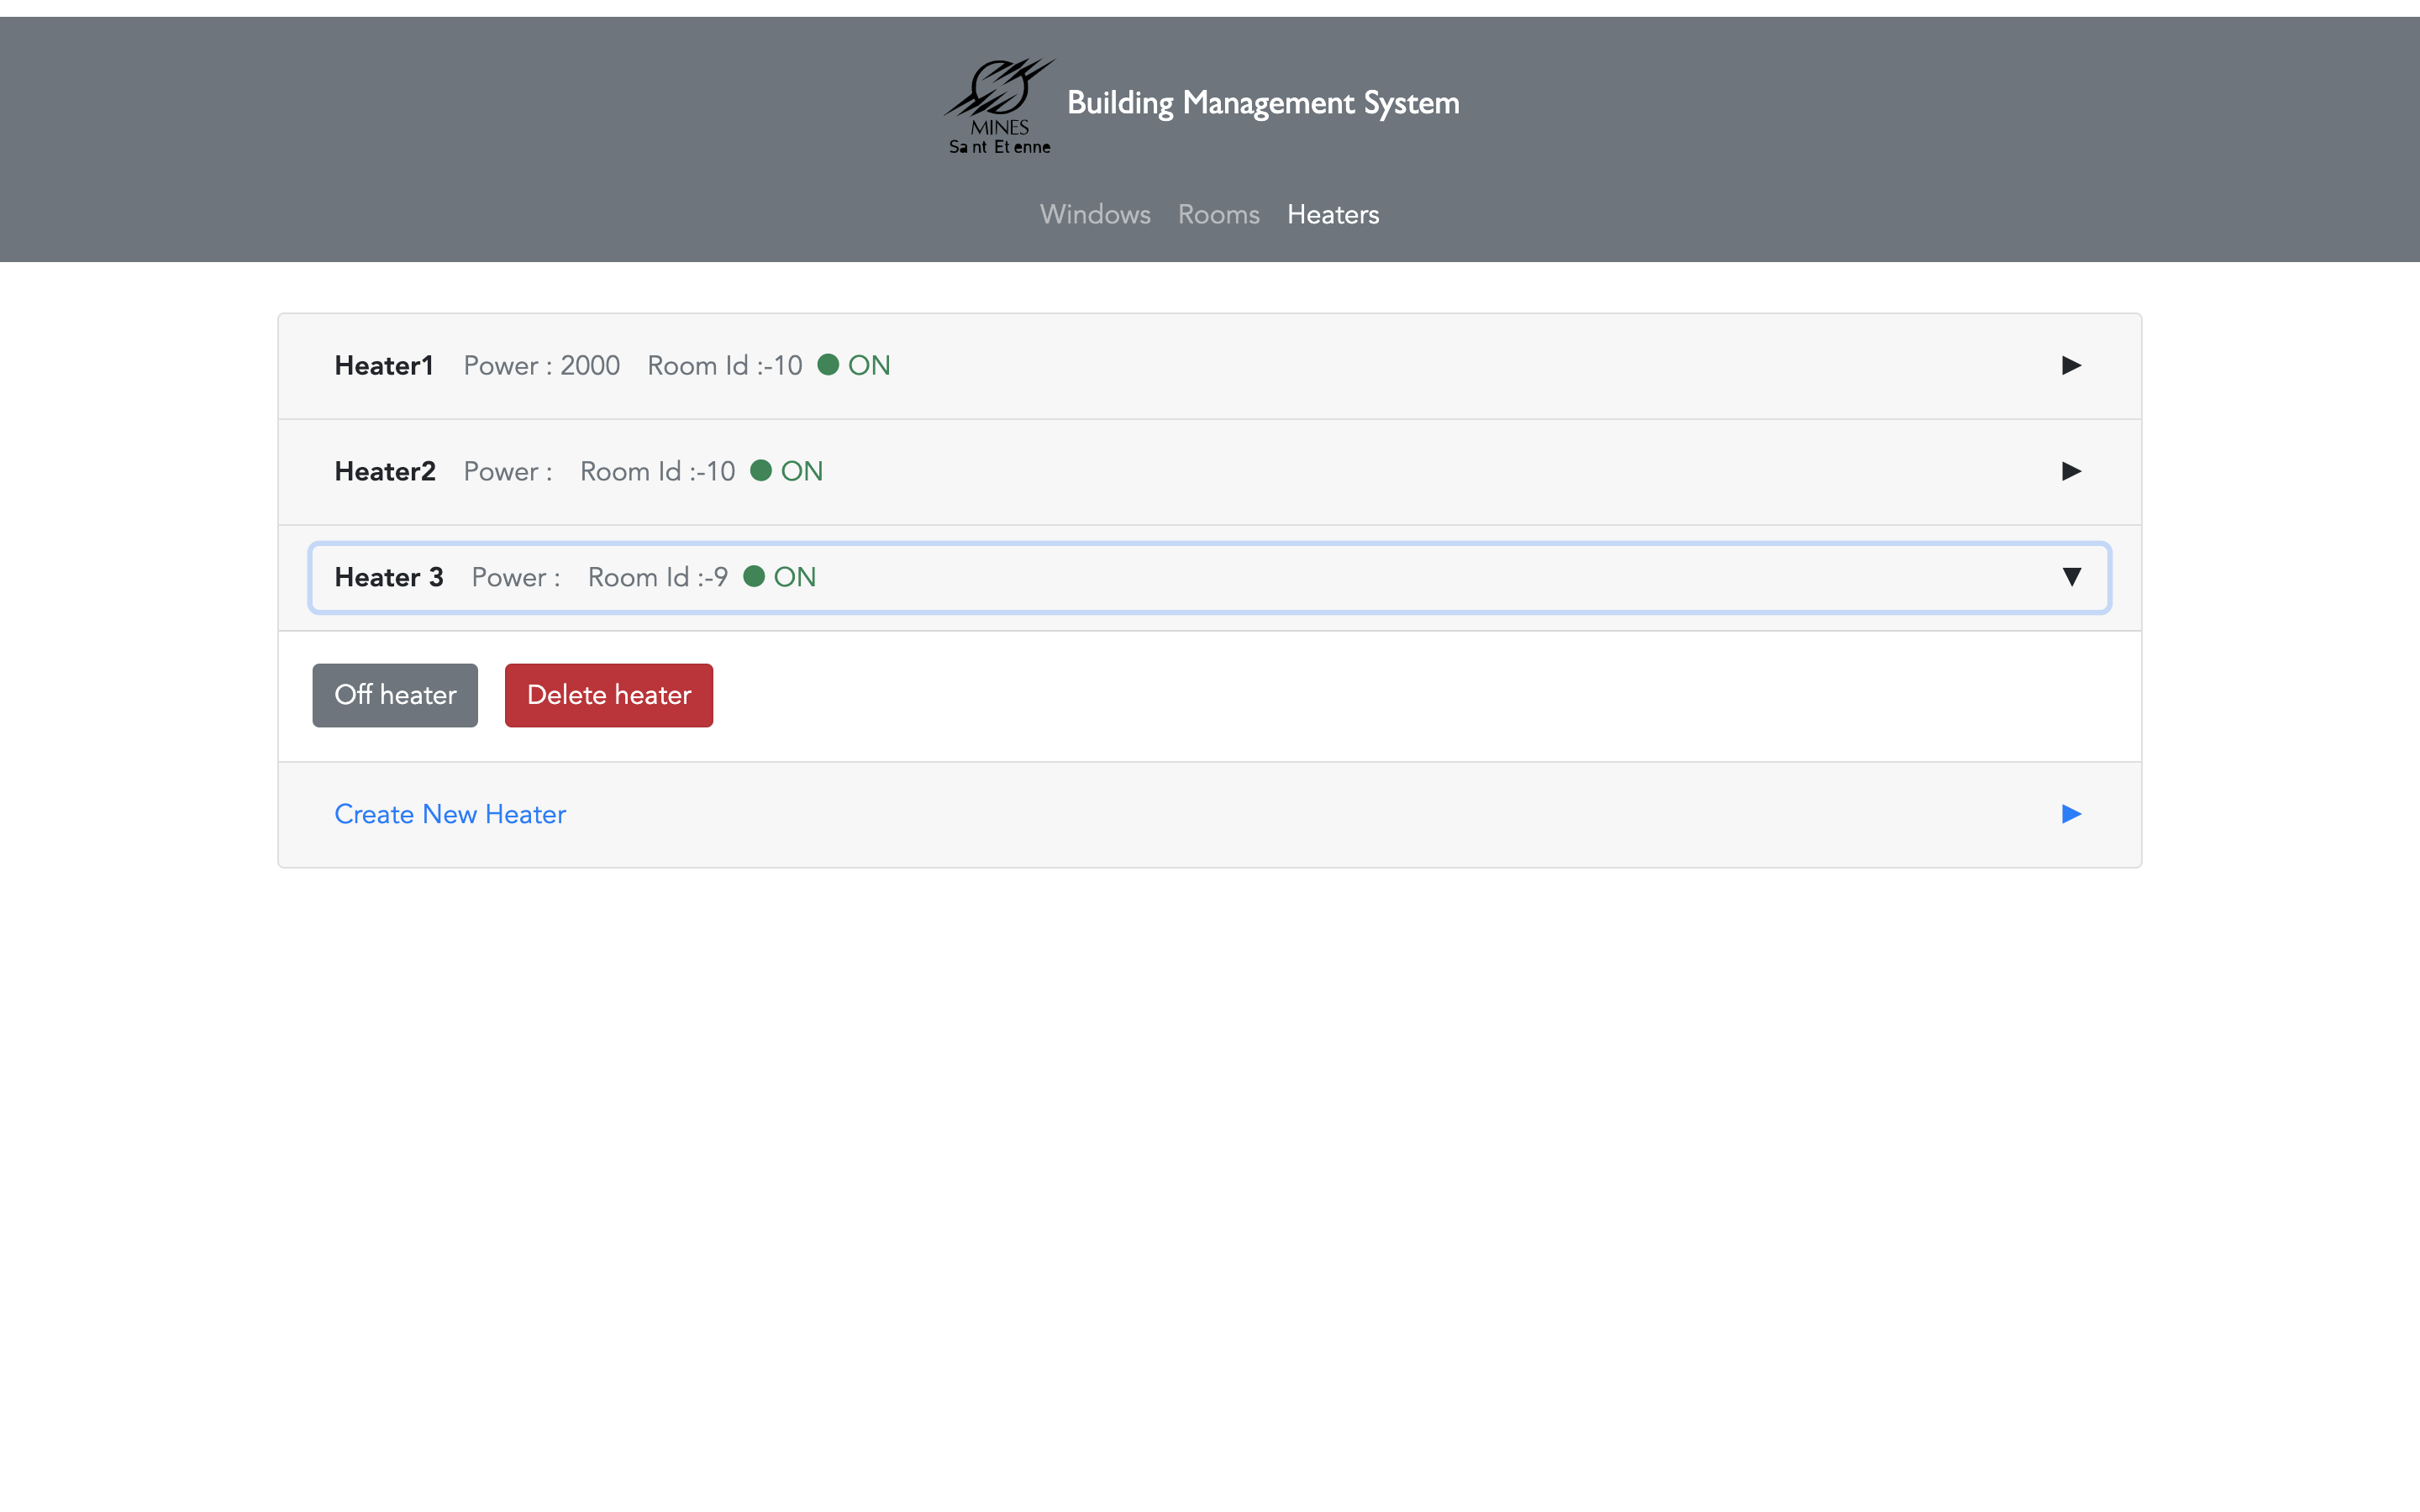 MINES
Sa nt Et enne
Building Management System
Windows Rooms Heaters
Heater1 Power : 2000 Room Id :-10 ON
Heater2 Power : Room Id :-10 ON
Heater 3 Power : Room Id :-9 ON
Off heater Delete heater
Create New Heater